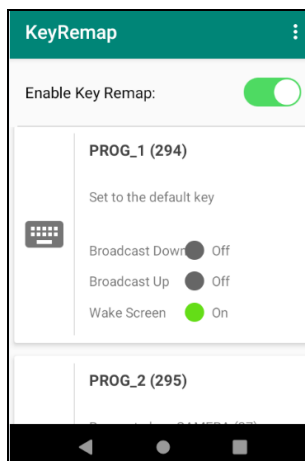 KeyRemap
Enable Key Remap:
PROG_1 (294)
Set to the default key
Broadcast Down Off
Broadcast Up Off
Wake Screen On
PROG_2 (295)